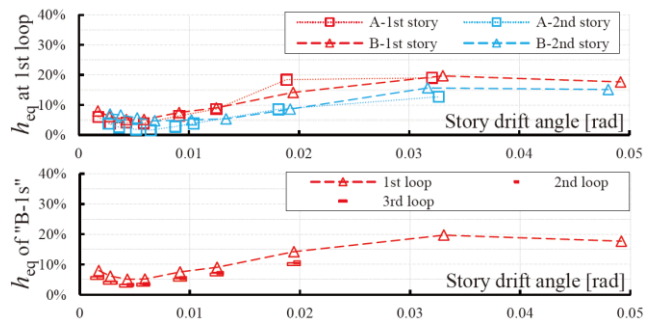 40%
30%
20%
10%
0%
heq at 1st loop
A-1st story
A-2nd story
B-1st story
B-2nd story
Story drift angle [rad]
0 0.01 0.02 0.03 0.04 0.05
40%
30%
20%
10%
0%
heq of "B-1s"
1st loop
2nd loop
3rd loop
Story drift angle [rad]
0 0.01 0.02 0.03 0.04 0.05